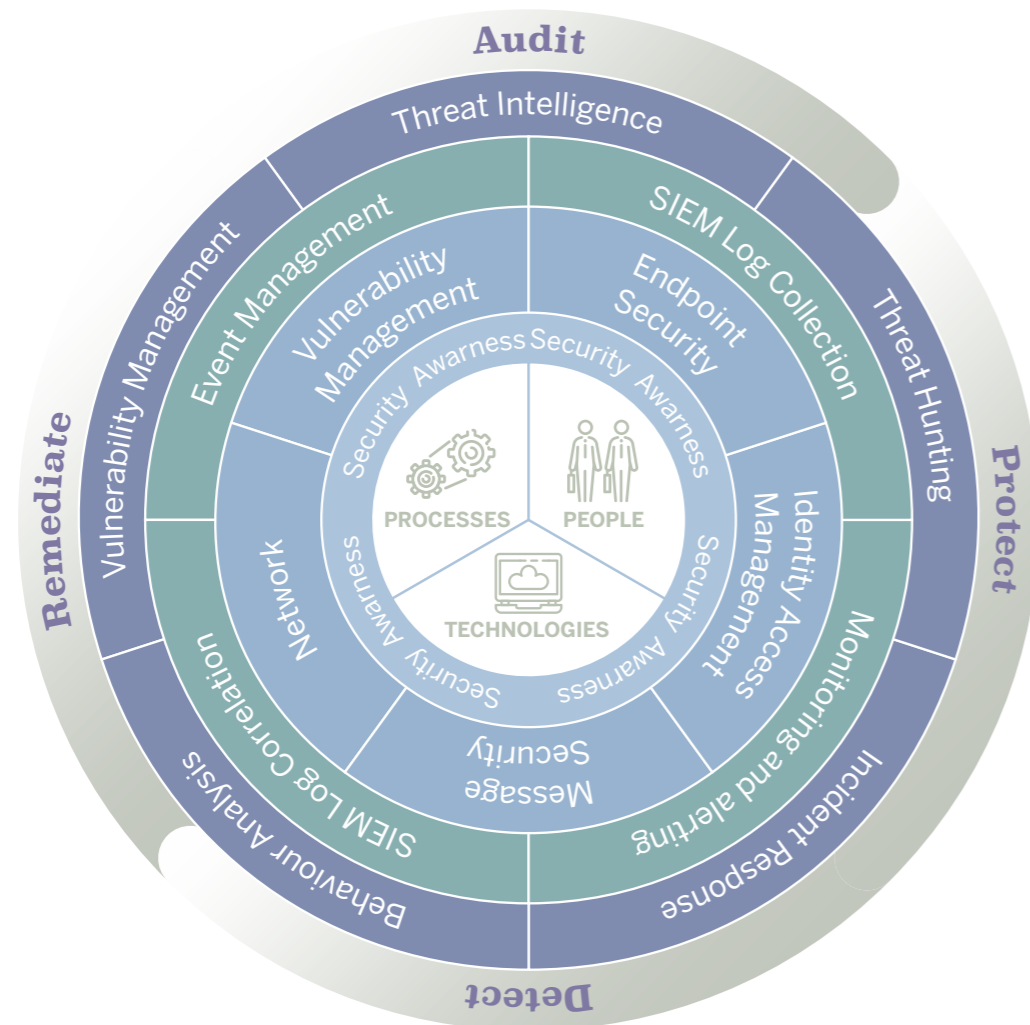 Audit
Protect
Detect
Remediate
Threat Intelligence
Threat Hunting
Incident Response
Behaviour Analysis
Vulnerability Management
SIEM Log Collection
Monitoring and alerting
SIEM Log Correlation
Event Management
Endpoint
Security
Identity Access
Management
Message
Security
Network
Vulnerability
Management
Security Awarness
Security Awarness
Security Awarness
Security Awarness
PROCESSES
PEOPLE
TECHNOLOGIES